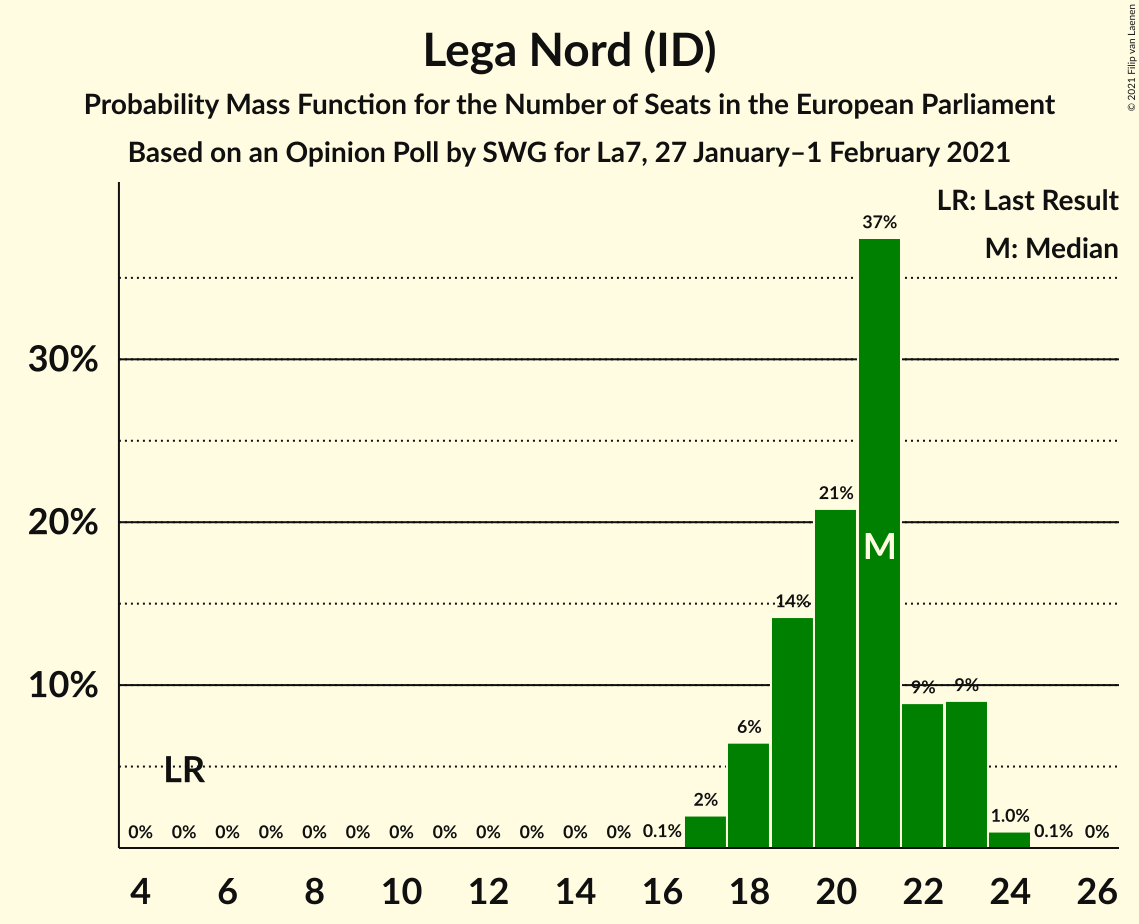 Lega Nord (ID)
Probability Mass Function for the Number of Seats in the European Parliament
Based on an Opinion Poll by SWG for La7, 27 January–1 February 2021
© 2021 Filip van Laenen
LR: Last Result
M: Median
37%
30%
21%
20%
M
14%
10%
9%
9%
6%
LR
2%
1.0%
0% 0% 0% 0% 0% 0% 0% 0% 0% 0% 0% 0% 0.1% 0.1% 0%
4 6 8 10 12 14 16 18 20 22 24 26